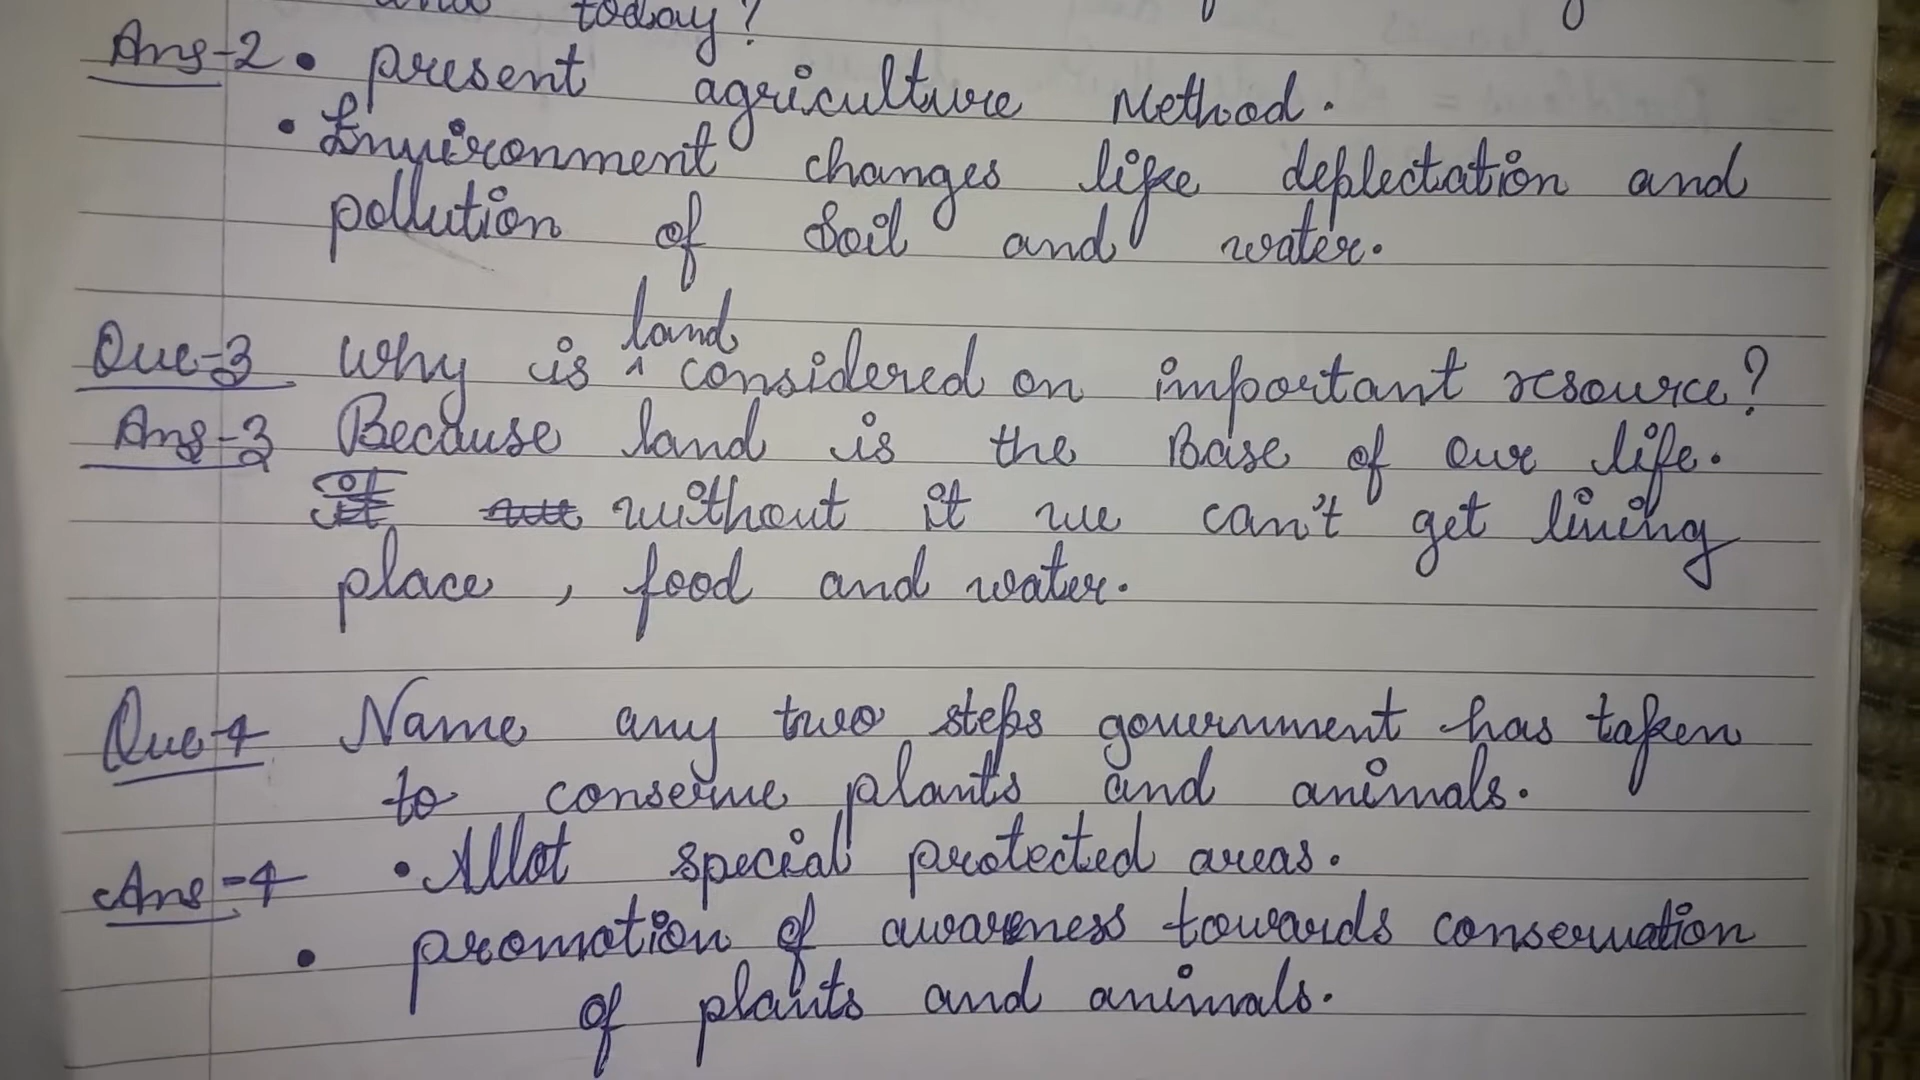 today?
Ans-2 • present agriculture Method.
• Environment changes like deplectation and
pollution of Soil and water.
land
Que-3 Why is ^ considered on important resource?
Ans-3 Because land is the Base of our life.
without it we can't get living
place, food and water.
Que-4 Name any two steps government has taken
to conserve plants and animals.
Ans-4 • Allot special protected areas.
• promotion of awareness towards conservation
of plants and animals.